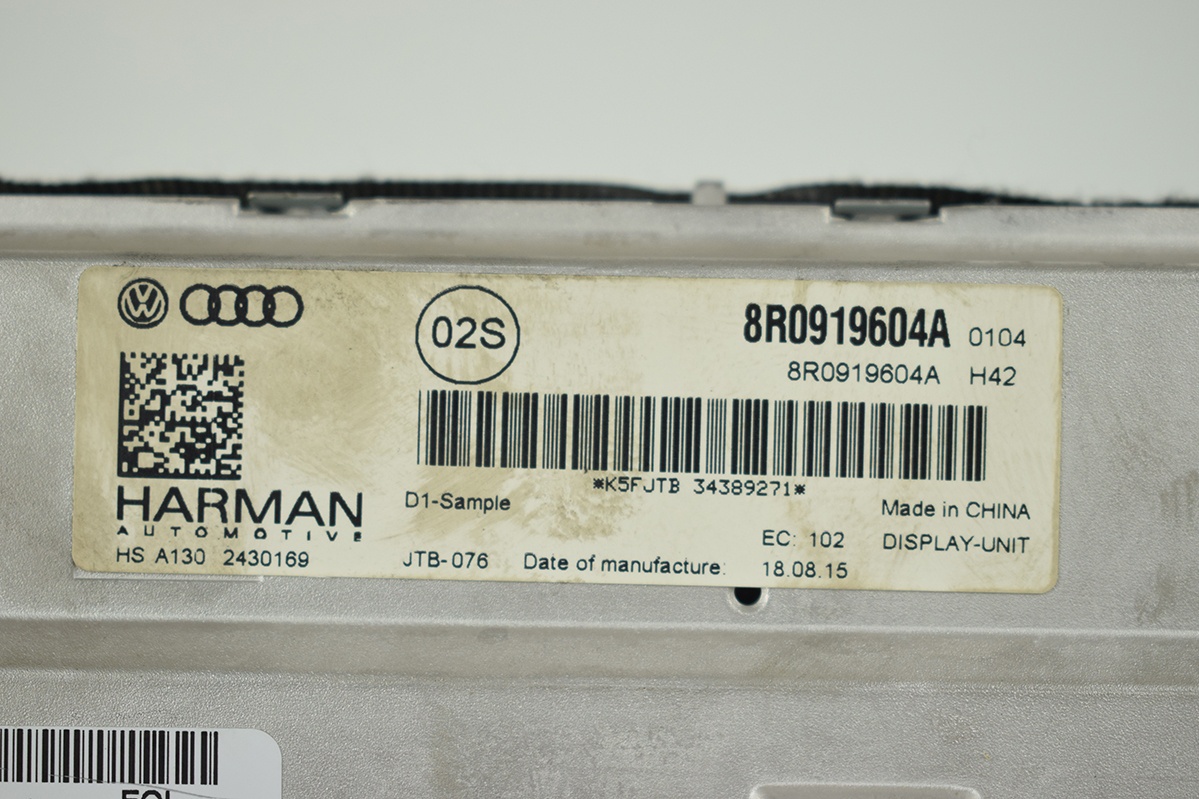 02S
8R0919604A 0104
8R0919604A H42
*K5FJTB 34389271*
HARMAN
AUTOMOTIVE
D1-Sample
Made in CHINA
EC: 102 DISPLAY-UNIT
HS A130 2430169
JTB-076 Date of manufacture: 18.08.15